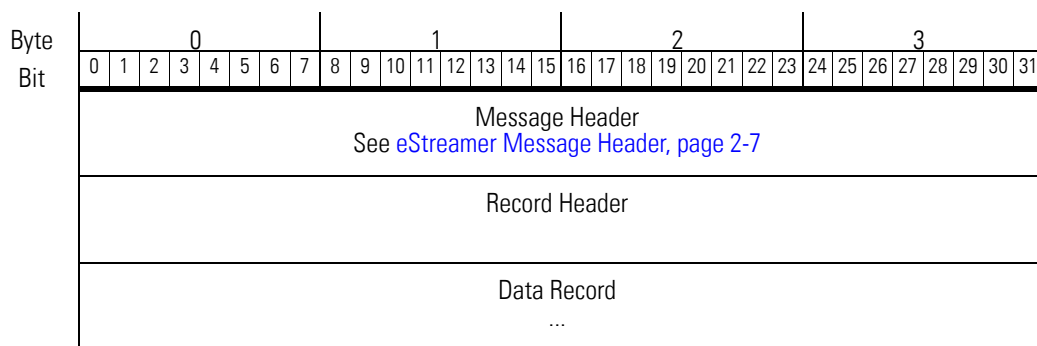 Byte 0 1 2 3
Bit 0 1 2 3 4 5 6 7 8 9 10 11 12 13 14 15 16 17 18 19 20 21 22 23 24 25 26 27 28 29 30 31
Message Header
See eStreamer Message Header, page 2-7
Record Header
Data Record
...